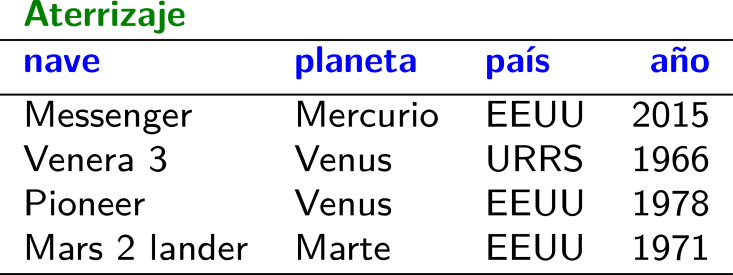 Aterrizaje
nave planeta país año
Messenger Mercurio EEUU 2015
Venera 3 Venus URRS 1966
Pioneer Venus EEUU 1978
Mars 2 lander Marte EEUU 1971